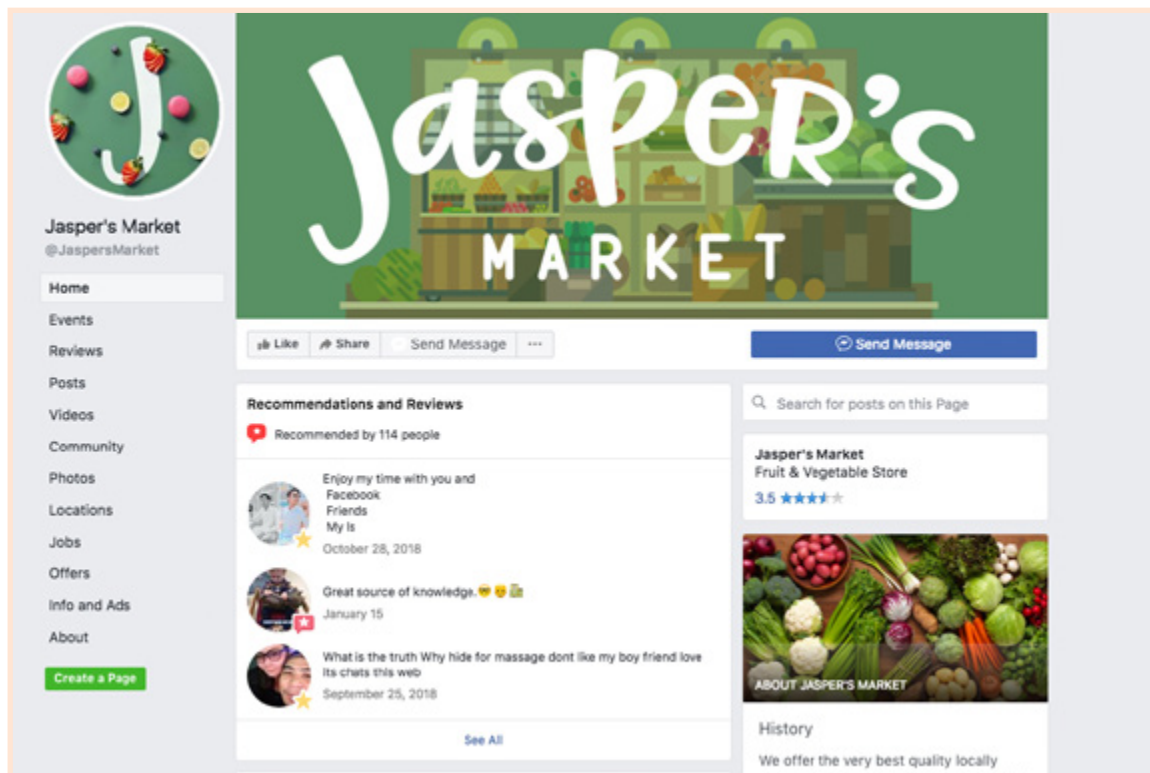 Jasper's
MARKET
Jasper's Market
@JaspersMarket
Home
Events
Reviews
Posts
Videos
Community
Photos
Locations
Jobs
Offers
Info and Ads
About
Create a Page
Like
Share
Send Message
...
Send Message
Recommendations and Reviews
Recommended by 114 people
Enjoy my time with you and
Facebook
Friends
My Is
October 28, 2018
Great source of knowledge.🤓👨💵
January 15
What is the truth Why hide for massage dont like my boy friend love
Its chats this web
September 25, 2018
See All
Search for posts on this Page
Jasper's Market
Fruit & Vegetable Store
3.5 ★★★★★
ABOUT JASPER'S MARKET
History
We offer the very best quality locally